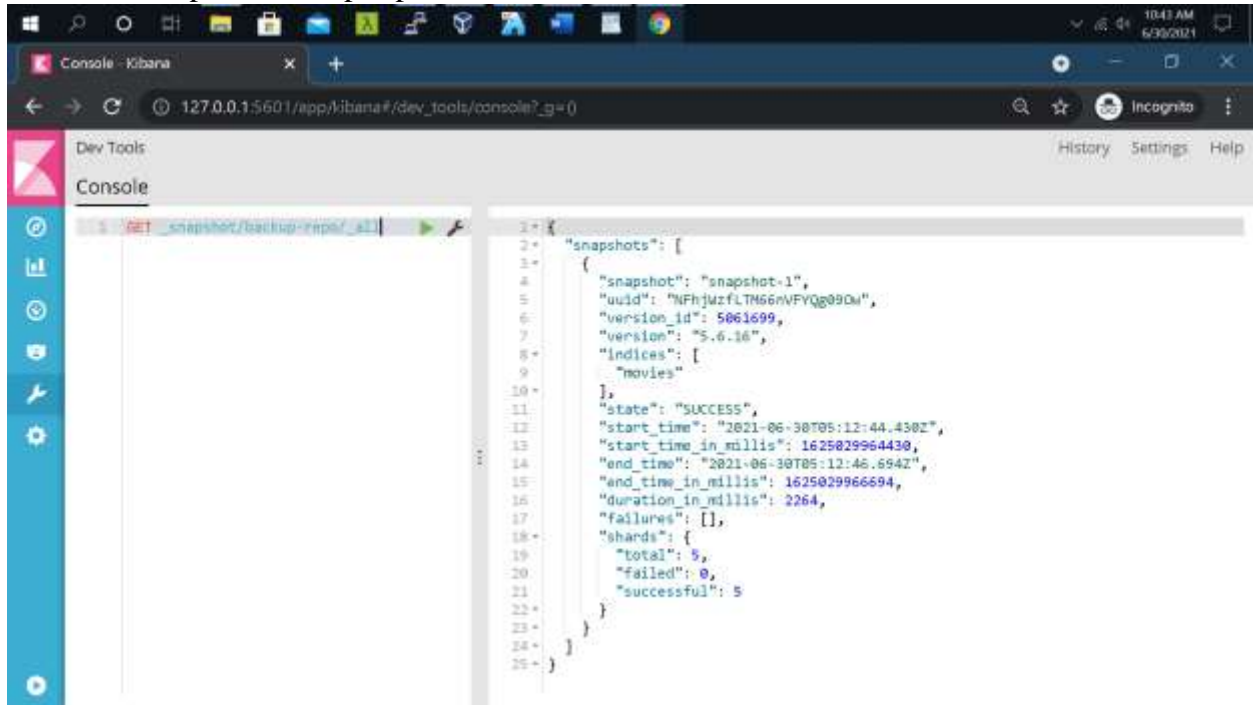 10:43 AM
6/30/2021
Console - Kibana
127.0.0.1:5601/app/kibana#/dev_tools/console?_g=()
Incognito
Dev Tools
History Settings Help
Console
1 GET _snapshot/backup-repo/_all
1 {
2 "snapshots": [
3 {
4 "snapshot": "snapshot-1",
5 "uuid": "NFhjWzfLTM66nVFYQg09Ow",
6 "version_id": 5061699,
7 "version": "5.6.16",
8 "indices": [
9 "movies"
10 ],
11 "state": "SUCCESS",
12 "start_time": "2021-06-30T05:12:44.430Z",
13 "start_time_in_millis": 1625029964430,
14 "end_time": "2021-06-30T05:12:46.694Z",
15 "end_time_in_millis": 1625029966694,
16 "duration_in_millis": 2264,
17 "failures": [],
18 "shards": {
19 "total": 5,
20 "failed": 0,
21 "successful": 5
22 }
23 }
24 ]
25 }